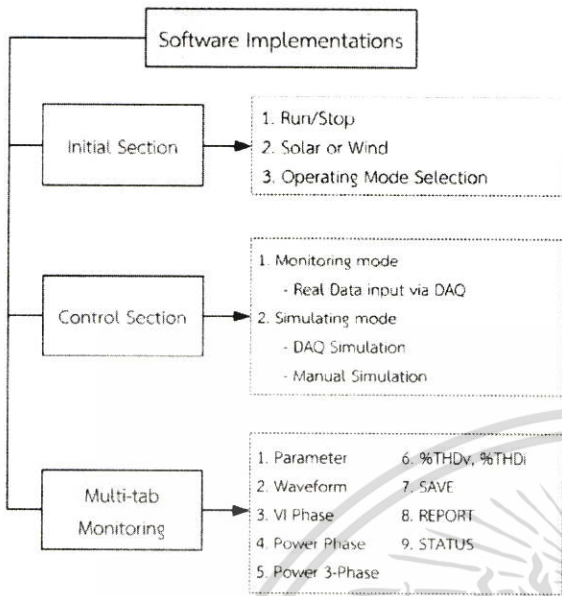 Software Implementations
Initial Section
1. Run/Stop
2. Solar or Wind
3. Operating Mode Selection
Control Section
1. Monitoring mode
- Real Data input via DAQ
2. Simulating mode
- DAQ Simulation
- Manual Simulation
Multi-tab
Monitoring
1. Parameter
2. Waveform
3. VI Phase
4. Power Phase
5. Power 3-Phase
6. %THDv, %THDi
7. SAVE
8. REPORT
9. STATUS